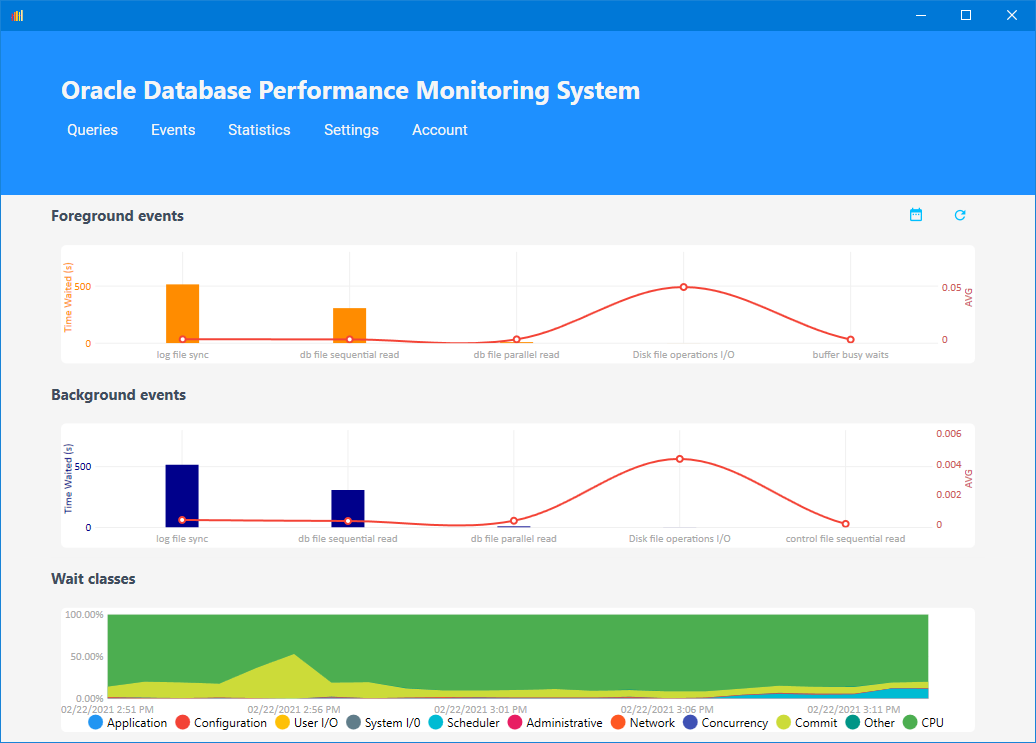 Oracle Database Performance Monitoring System
Queries Events Statistics Settings Account
Foreground events
Time Waited (s)
500
0
0.05
0
AVG
log file sync db file sequential read db file parallel read Disk file operations I/O buffer busy waits
Background events
Time Waited (s)
500
0
0.006
0.004
0.002
0
AVG
log file sync db file sequential read db file parallel read Disk file operations I/O control file sequential read
Wait classes
100.00%
50.00%
0.00%
02/22/2021 2:51 PM 02/22/2021 2:56 PM 02/22/2021 3:01 PM 02/22/2021 3:06 PM 02/22/2021 3:11 PM
Application Configuration User I/O System I/0 Scheduler Administrative Network Concurrency Commit Other CPU